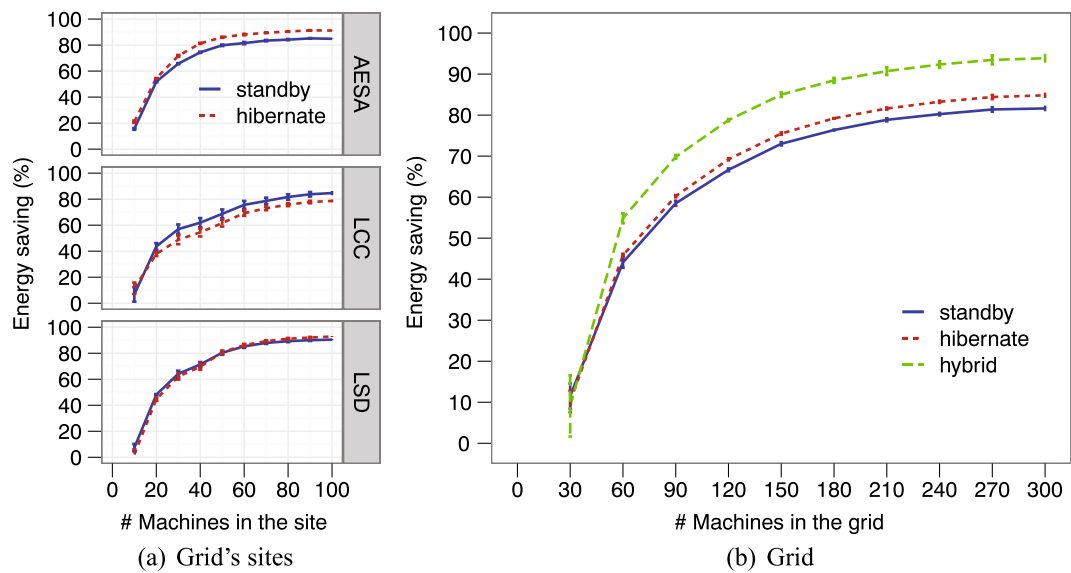 100
80
60
40
20
0
standby
hibernate
AESA
100
80
60
40
20
0
LCC
100
80
60
40
20
0
LSD
Energy saving (%)
0 20 40 60 80 100
# Machines in the site
(a) Grid's sites
100
90
80
70
60
50
40
30
20
10
0
Energy saving (%)
standby
hibernate
hybrid
0 30 60 90 120 150 180 210 240 270 300
# Machines in the grid
(b) Grid